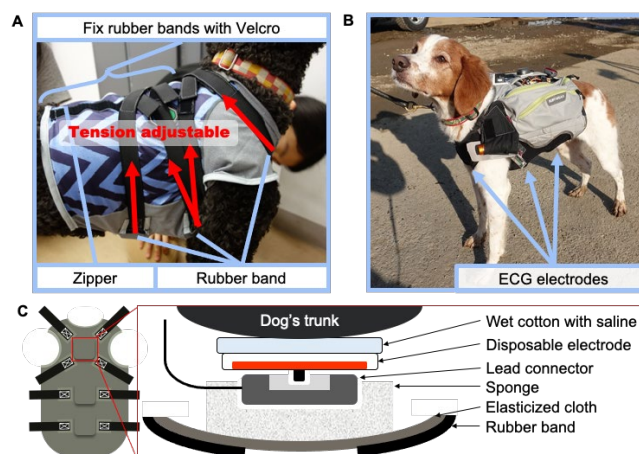 A
Fix rubber bands with Velcro
Tension adjustable
Zipper
Rubber band
B
ECG electrodes
C
Dog's trunk
Wet cotton with saline
Disposable electrode
Lead connector
Sponge
Elasticized cloth
Rubber band